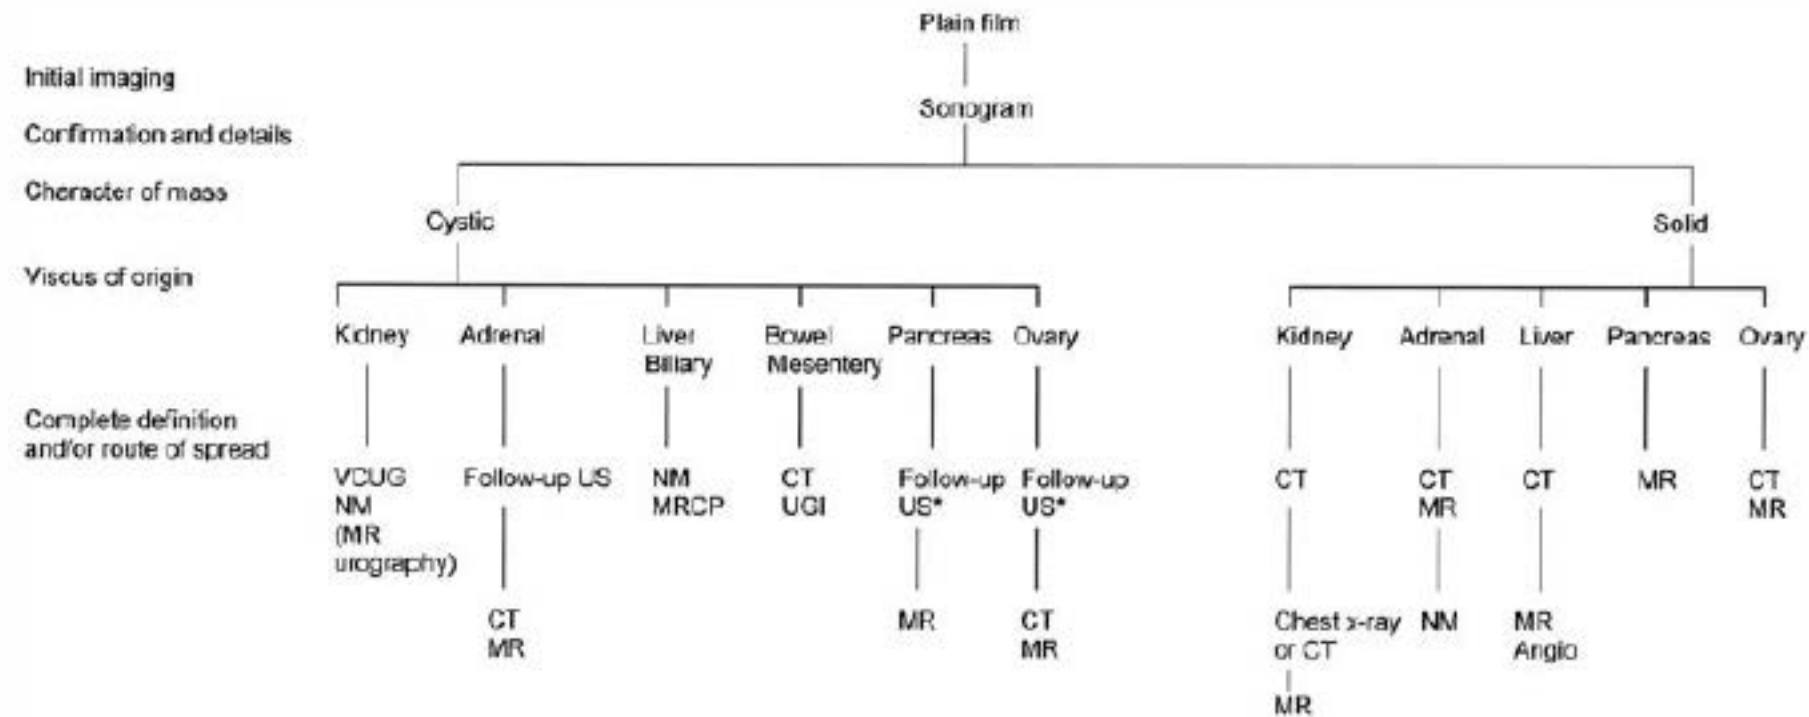 Plain film
Initial imaging
Sonogram
Confirmation and details
Character of mass
Cystic
Solid
Viscus of origin
Kidney
Adrenal
Liver
Biliary
Bowel
Mesentery
Pancreas
Ovary
Kidney
Adrenal
Liver
Pancreas
Ovary
Complete definition
and/or route of spread
VCUG
NM
(MR
urography)
Follow-up US
CT
MR
NM
MRCP
CT
UGI
Follow-up
US*
MR
Follow-up
US*
CT
MR
CT
Chest x-ray
or CT
MR
CT
MR
NM
CT
MR
Angio
MR
CT
MR